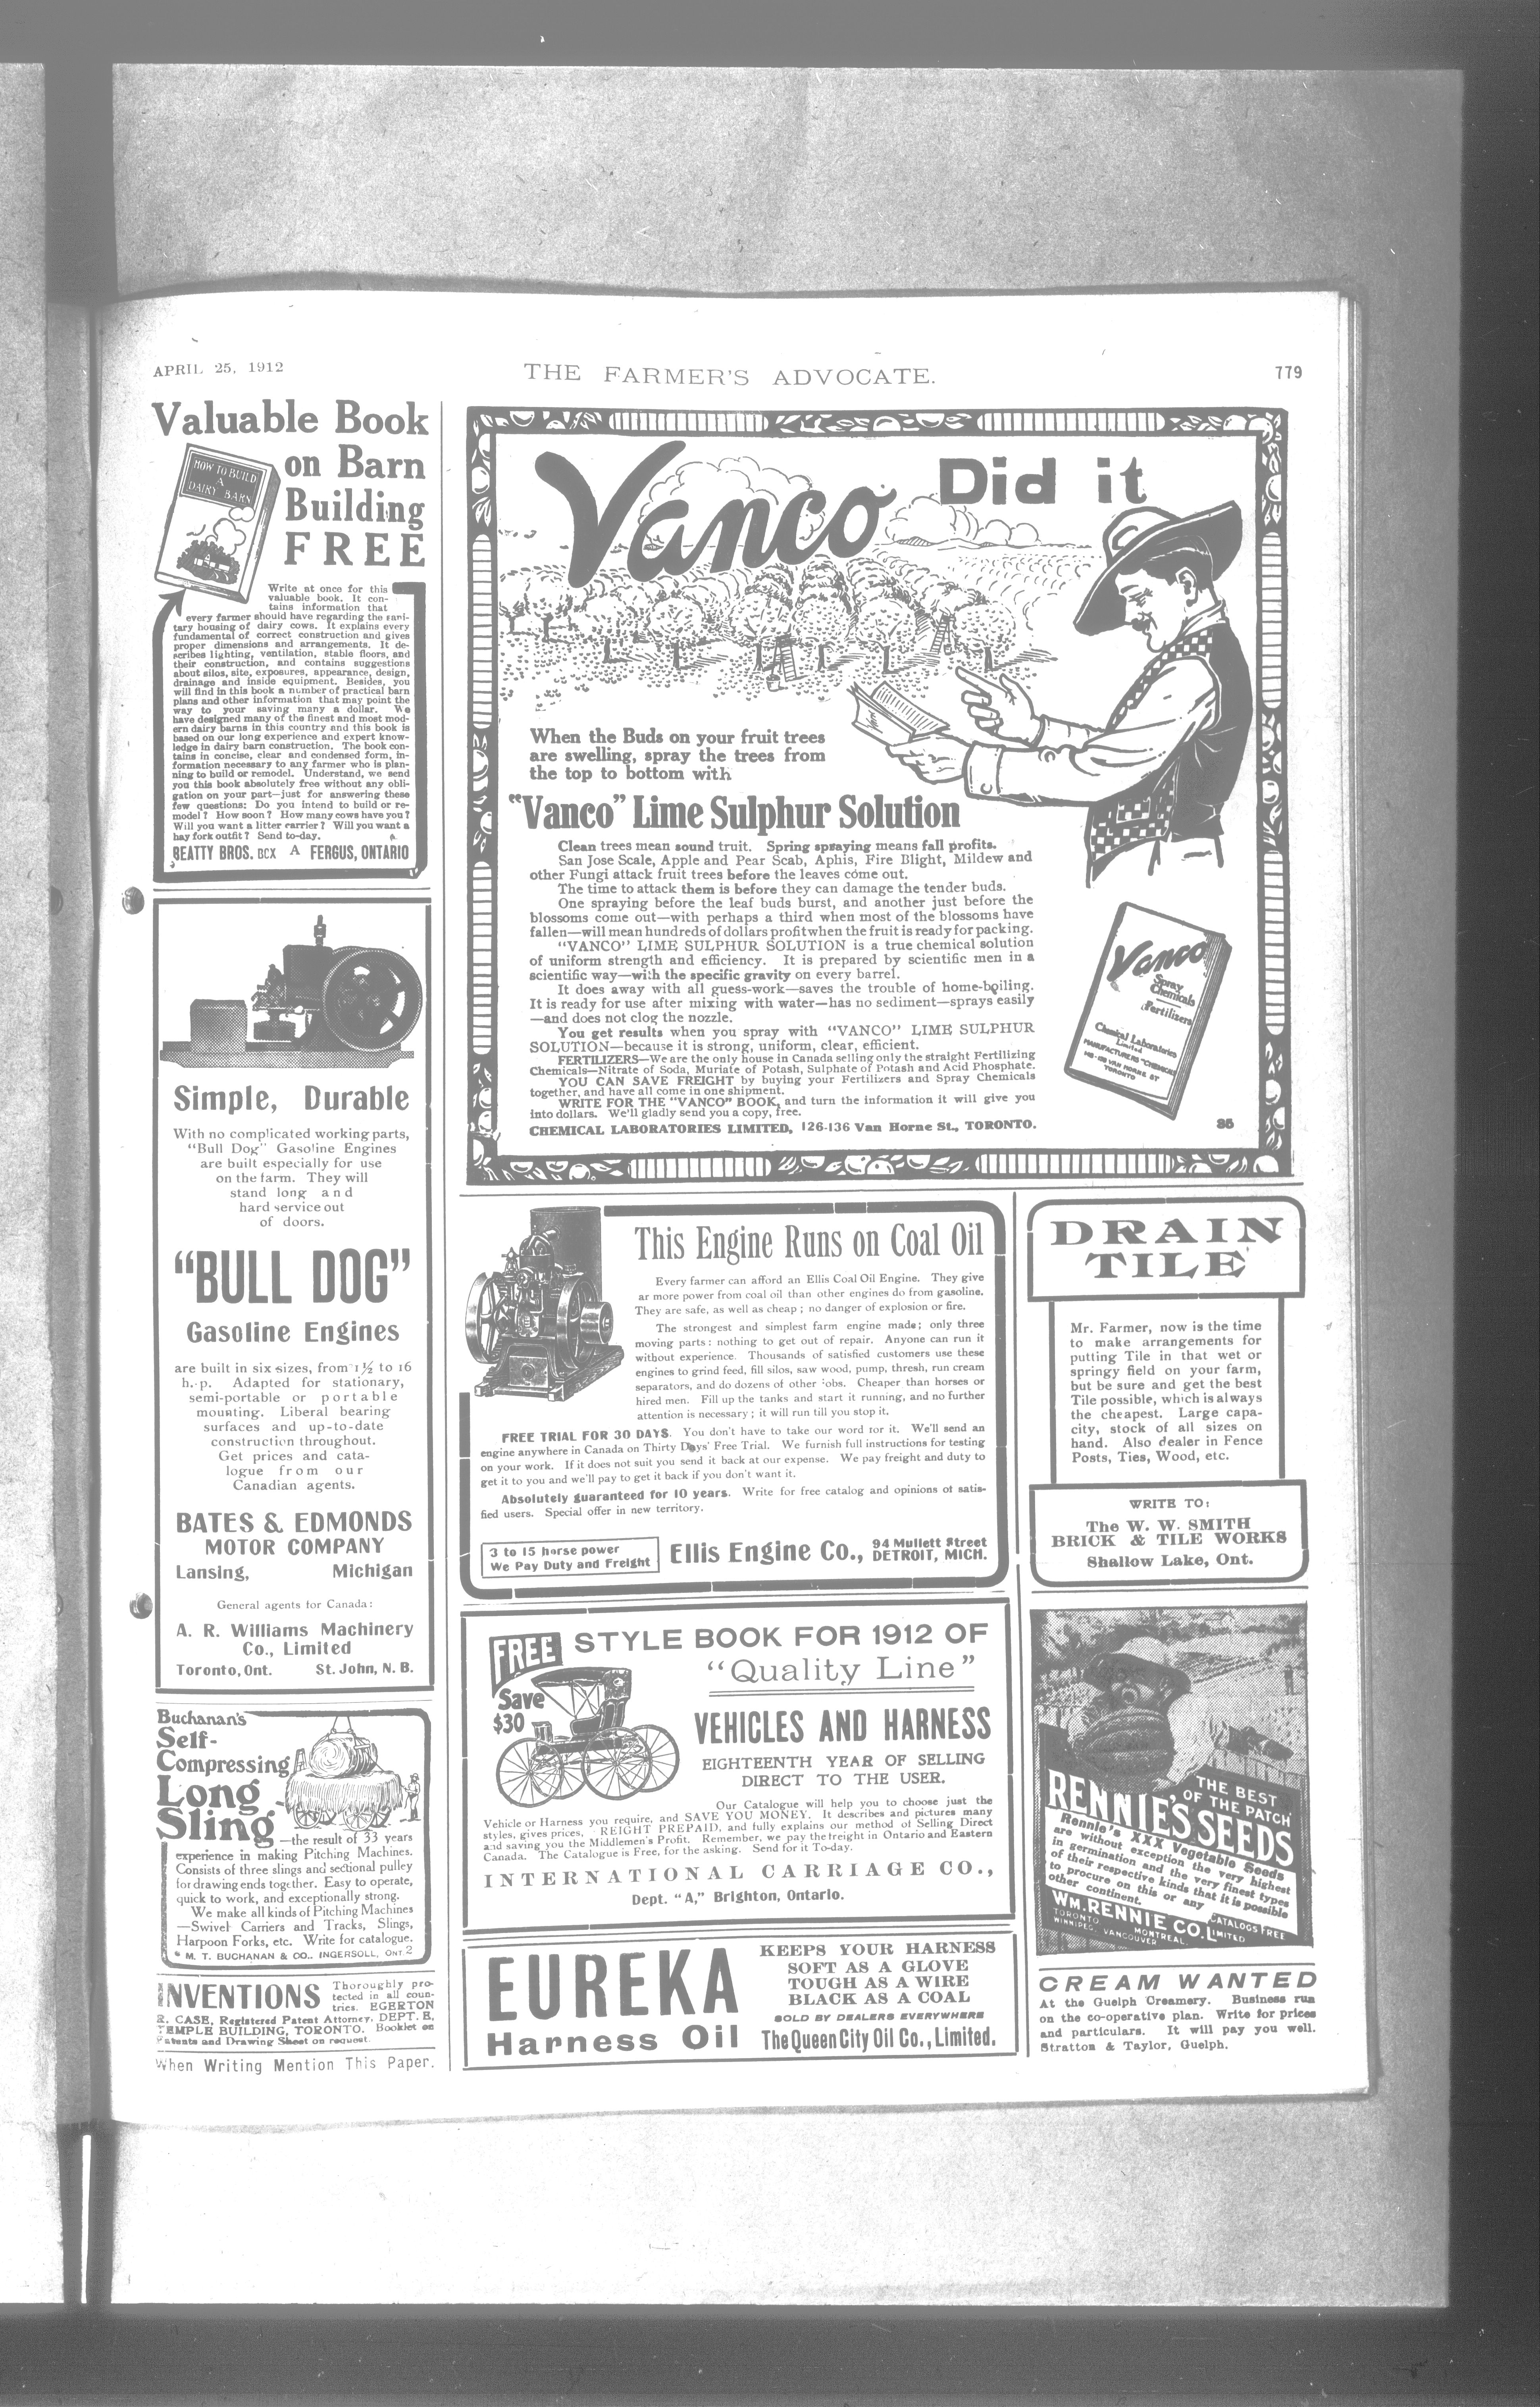 APRIL 25, 1912
THE FARMER'S ADVOCATE.
779
Valuable Book
on Barn
Building
FREE
HOW TO BUILD
A
DAIRY BARN
Write at once for this
valuable book. It con-
tains information that
every farmer should have regarding the sani-
tary housing of dairy cows. It explains every
fundamental of correct construction and gives
proper dimensions and arrangements. It de-
scribes lighting, ventilation, stable floors, and
their construction, and contains suggestions
about silos, site, exposures, appearance, design,
drainage and inside equipment. Besides, you
will find in this book a number of practical barn
plans and other information that may point the
way to your saving many a dollar. We
have designed many of the finest and most mod-
ern dairy barns in this country and this book is
based on our long experience and expert know-
ledge in dairy barn construction. The book con-
tains in concise, clear and condensed form, in-
formation necessary to any farmer who is plan-
ning to build or remodel. Understand, we send
you this book absolutely free without any obli-
gation on your part—just for answering these
few questions: Do you intend to build or re-
model? How soon? How many cows have you?
Will you want a litter carrier? Will you want a
hay fork outfit? Send to-day.
BEATTY BROS. BOX A FERGUS, ONTARIO
Simple, Durable
With no complicated working parts,
"Bull Dog" Gasoline Engines
are built especially for use
on the farm. They will
stand long and
hard service out
of doors.
"BULL DOG"
Gasoline Engines
are built in six sizes, from 1½ to 16
h.-p. Adapted for stationary,
semi-portable or portable
mounting. Liberal bearing
surfaces and up-to-date
construction throughout.
Get prices and cata-
logue from our
Canadian agents.
BATES & EDMONDS
MOTOR COMPANY
Lansing, Michigan
General agents for Canada:
A. R. Williams Machinery
Co., Limited
Toronto, Ont. St. John, N. B.
Buchanan's
Self-
Compressing
Long
Sling
—the result of 33 years
experience in making Pitching Machines.
Consists of three slings and sectional pulley
for drawing ends together. Easy to operate,
quick to work, and exceptionally strong.
We make all kinds of Pitching Machines
—Swivel Carriers and Tracks, Slings,
Harpoon Forks, etc. Write for catalogue.
M. T. BUCHANAN & CO., INGERSOLL, ONT. 2
INVENTIONS Thoroughly pro-
tected in all coun-
tries. EGERTON
R. CASE, Registered Patent Attorney, DEPT. E,
TEMPLE BUILDING, TORONTO. Booklet on
Patents and Drawing Sheet on request.
When Writing Mention This Paper.
Vanco Did it
When the Buds on your fruit trees
are swelling, spray the trees from
the top to bottom with
"Vanco" Lime Sulphur Solution
Clean trees mean sound truit. Spring spraying means fall profits.
San Jose Scale, Apple and Pear Scab, Aphis, Fire Blight, Mildew and
other Fungi attack fruit trees before the leaves come out.
The time to attack them is before they can damage the tender buds.
One spraying before the leaf buds burst, and another just before the
blossoms come out—with perhaps a third when most of the blossoms have
fallen—will mean hundreds of dollars profit when the fruit is ready for packing.
"VANCO" LIME SULPHUR SOLUTION is a true chemical solution
of uniform strength and efficiency. It is prepared by scientific men in a
scientific way—with the specific gravity on every barrel.
It does away with all guess-work—saves the trouble of home-boiling.
It is ready for use after mixing with water—has no sediment—sprays easily
—and does not clog the nozzle.
You get results when you spray with "VANCO" LIME SULPHUR
SOLUTION—because it is strong, uniform, clear, efficient.
FERTILIZERS—We are the only house in Canada selling only the straight Fertilizing
Chemicals—Nitrate of Soda, Muriate of Potash, Sulphate of Potash and Acid Phosphate.
YOU CAN SAVE FREIGHT by buying your Fertilizers and Spray Chemicals
together, and have all come in one shipment.
WRITE FOR THE "VANCO" BOOK, and turn the information it will give you
into dollars. We'll gladly send you a copy, free.
CHEMICAL LABORATORIES LIMITED, 126-136 Van Horne St., TORONTO.
Vanco
Spray
Chemicals
Fertilizers
Chemical Laboratories
Limited
MANUFACTURERS CHEMICALS
VAN HORNE ST
TORONTO
35
This Engine Runs on Coal Oil
Every farmer can afford an Ellis Coal Oil Engine. They give
ar more power from coal oil than other engines do from gasoline.
They are safe, as well as cheap; no danger of explosion or fire.
The strongest and simplest farm engine made; only three
moving parts: nothing to get out of repair. Anyone can run it
without experience. Thousands of satisfied customers use these
engines to grind feed, fill silos, saw wood, pump, thresh, run cream
separators, and do dozens of other jobs. Cheaper than horses or
hired men. Fill up the tanks and start it running, and no further
attention is necessary; it will run till you stop it.
FREE TRIAL FOR 30 DAYS. You don't have to take our word for it. We'll send an
engine anywhere in Canada on Thirty Days' Free Trial. We furnish full instructions for testing
on your work. If it does not suit you send it back at our expense. We pay freight and duty to
get it to you and we'll pay to get it back if you don't want it.
Absolutely guaranteed for 10 years. Write for free catalog and opinions of satis-
fied users. Special offer in new territory.
3 to 15 horse power
We Pay Duty and Freight
Ellis Engine Co., 94 Mullett Street
DETROIT, MICH.
DRAIN
TILE
Mr. Farmer, now is the time
to make arrangements for
putting Tile in that wet or
springy field on your farm,
but be sure and get the best
Tile possible, which is always
the cheapest. Large capa-
city, stock of all sizes on
hand. Also dealer in Fence
Posts, Ties, Wood, etc.
WRITE TO:
The W. W. SMITH
BRICK & TILE WORKS
Shallow Lake, Ont.
FREE STYLE BOOK FOR 1912 OF
"Quality Line"
Save
$30
VEHICLES AND HARNESS
EIGHTEENTH YEAR OF SELLING
DIRECT TO THE USER.
Our Catalogue will help you to choose just the
Vehicle or Harness you require, and SAVE YOU MONEY. It describes and pictures many
styles, gives prices, REIGHT PREPAID, and fully explains our method of Selling Direct
and saving you the Middlemen's Profit. Remember, we pay the freight in Ontario and Eastern
Canada. The Catalogue is Free, for the asking. Send for it To-day.
INTERNATIONAL CARRIAGE CO.,
Dept. "A," Brighton, Ontario.
THE BEST
OF THE PATCH
RENNIE'S SEEDS
Rennie's XXX Vegetable Seeds
are without exception the very highest
in germination and the very finest types
of their respective kinds that it is possible
to procure on this or any
other continent.
WM. RENNIE CO. LIMITED
CATALOGS FREE
TORONTO. MONTREAL.
WINNIPEG. VANCOUVER
EUREKA
Harness Oil
KEEPS YOUR HARNESS
SOFT AS A GLOVE
TOUGH AS A WIRE
BLACK AS A COAL
SOLD BY DEALERS EVERYWHERE
The Queen City Oil Co., Limited.
CREAM WANTED
At the Guelph Creamery. Business run
on the co-operative plan. Write for prices
and particulars. It will pay you well.
Stratton & Taylor, Guelph.